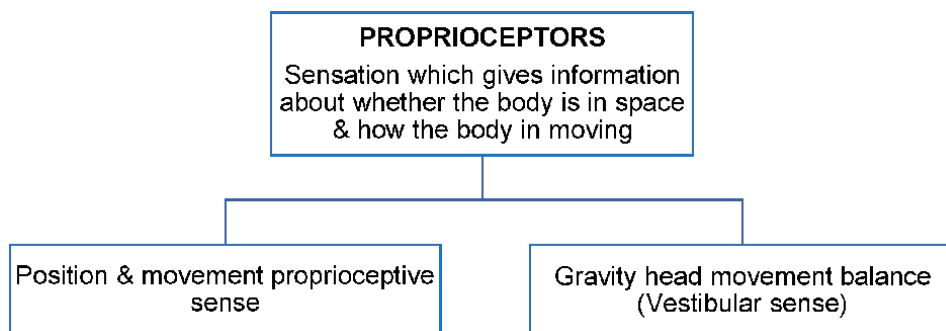 PROPRIOCEPTORS
Sensation which gives information
about whether the body is in space
& how the body in moving
Position & movement proprioceptive
sense
Gravity head movement balance
(Vestibular sense)